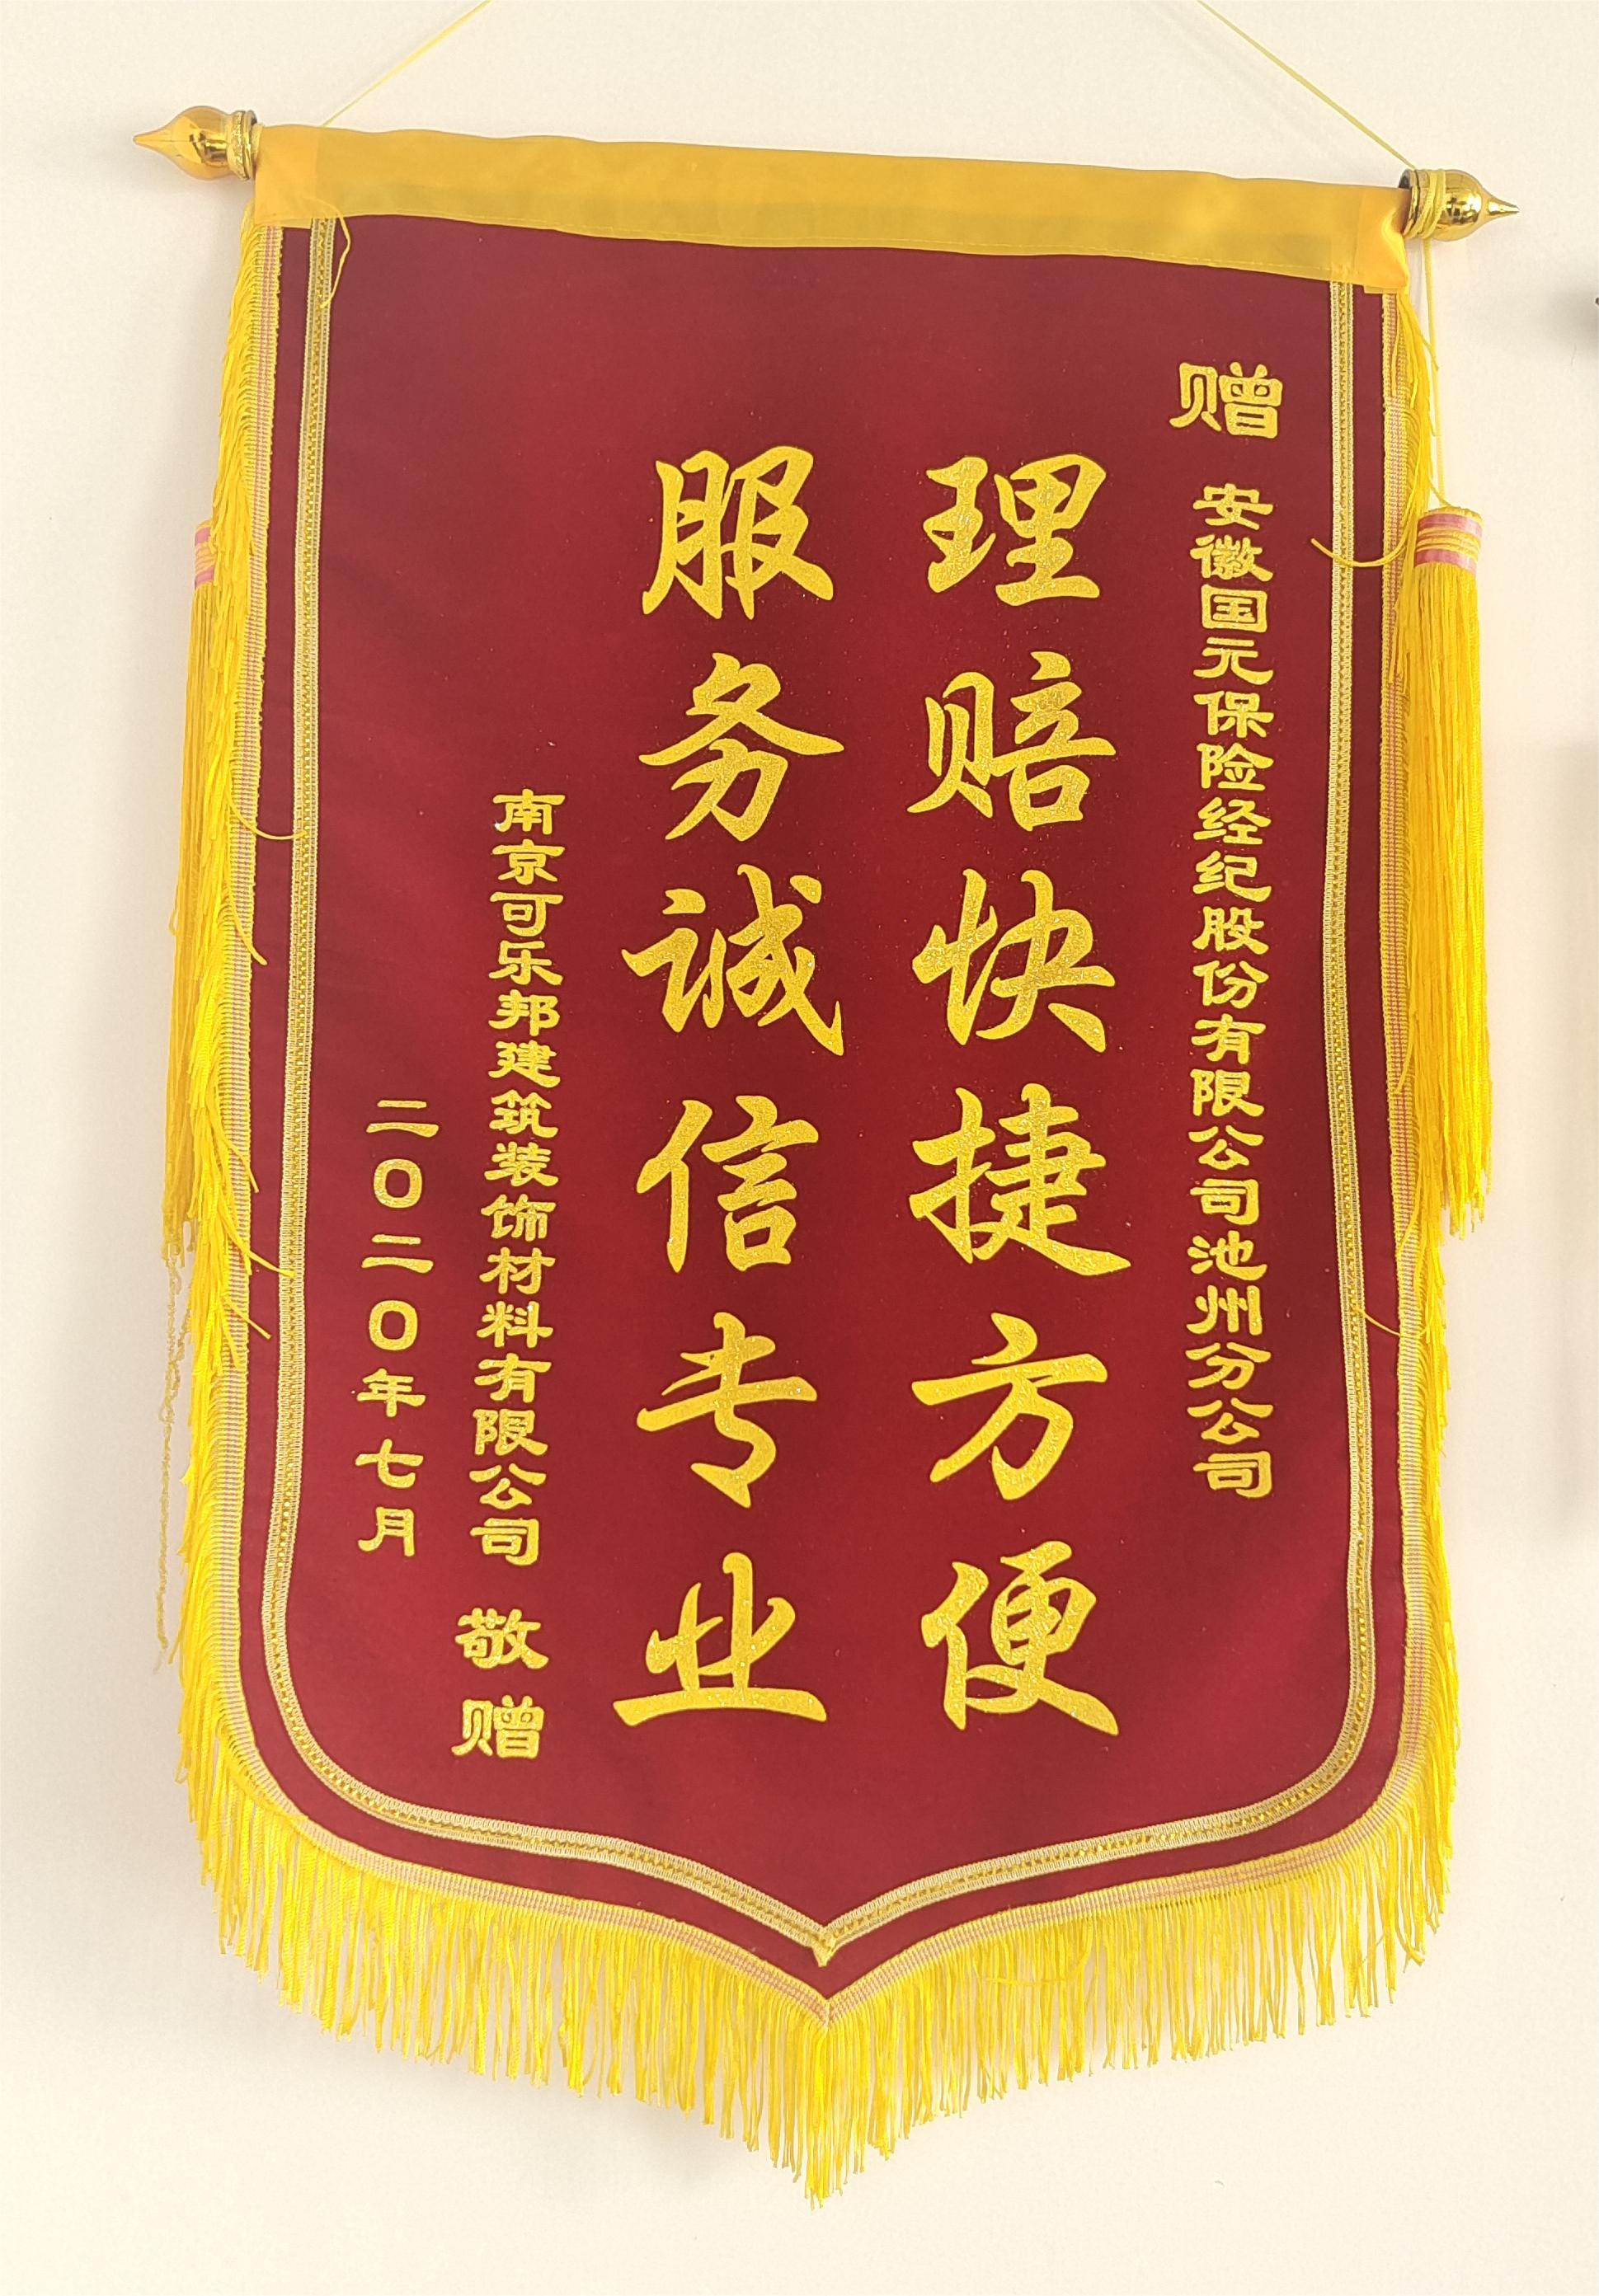 赠 安徽国元保险经纪股份有限公司池州分公司
理赔快捷方便
服务诚信专业
南京可乐邦建筑装饰材料有限公司 敬赠
二0二0年七月